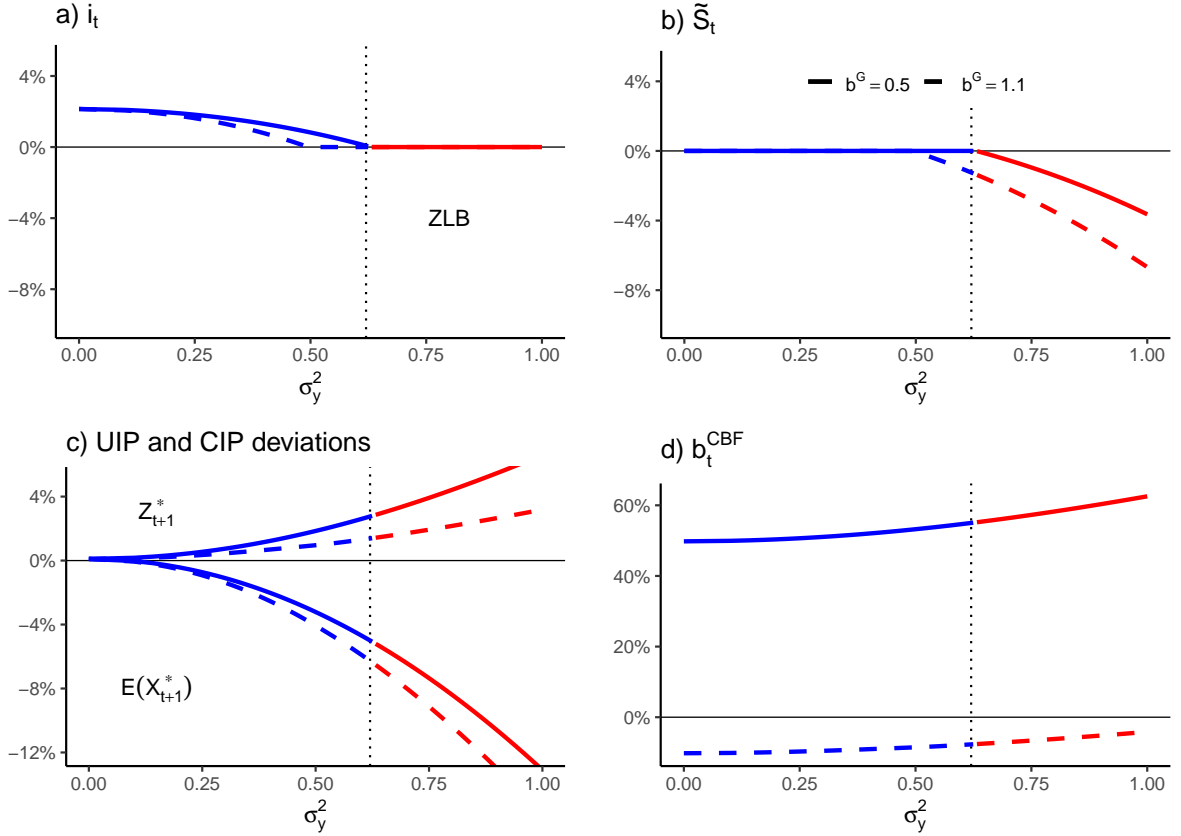 a) i_t
4%
0%
−4%
−8%
ZLB
0.00 0.25 0.50 0.75 1.00
σ_y^2
b) S̃_t
4%
0%
−4%
−8%
b^G = 0.5 b^G = 1.1
0.00 0.25 0.50 0.75 1.00
σ_y^2
c) UIP and CIP deviations
4%
0%
−4%
−8%
−12%
Z_{t+1}^*
E(X_{t+1}^*)
0.00 0.25 0.50 0.75 1.00
σ_y^2
d) b_t^{CBF}
60%
40%
20%
0%
0.00 0.25 0.50 0.75 1.00
σ_y^2